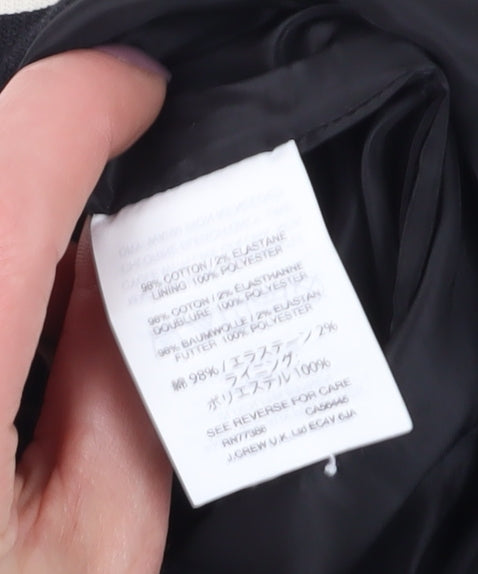 98% COTTON / 2% ELASTANE
LINING 100% POLYESTER
98% COTON / 2% ELASTHANNE
DOUBLURE 100% POLYESTER
98% BAUMWOLLE / 2% ELASTAN
FUTTER 100% POLYESTER
綿 98% / エラステーン 2%
ライニング
ポリエステル 100%
SEE REVERSE FOR CARE
RN77388 CA56445
J.CREW U.K. Ltd EC4Y 6JA